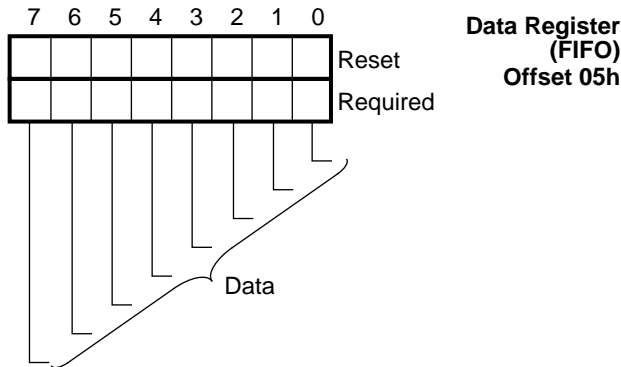 7 6 5 4 3 2 1 0
Reset
Required
Data
Data Register
(FIFO)
Offset 05h